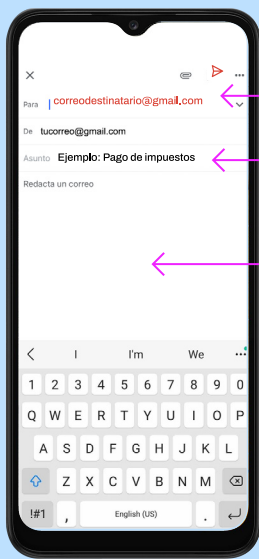 Para correodestinatario@gmail.com
De tucorreo@gmail.com
Asunto Ejemplo: Pago de impuestos
Redacta un correo
I I'm We
1 2 3 4 5 6 7 8 9 0
Q W E R T Y U I O P
A S D F G H J K L
Z X C V B N M
!#1 , English (US) .